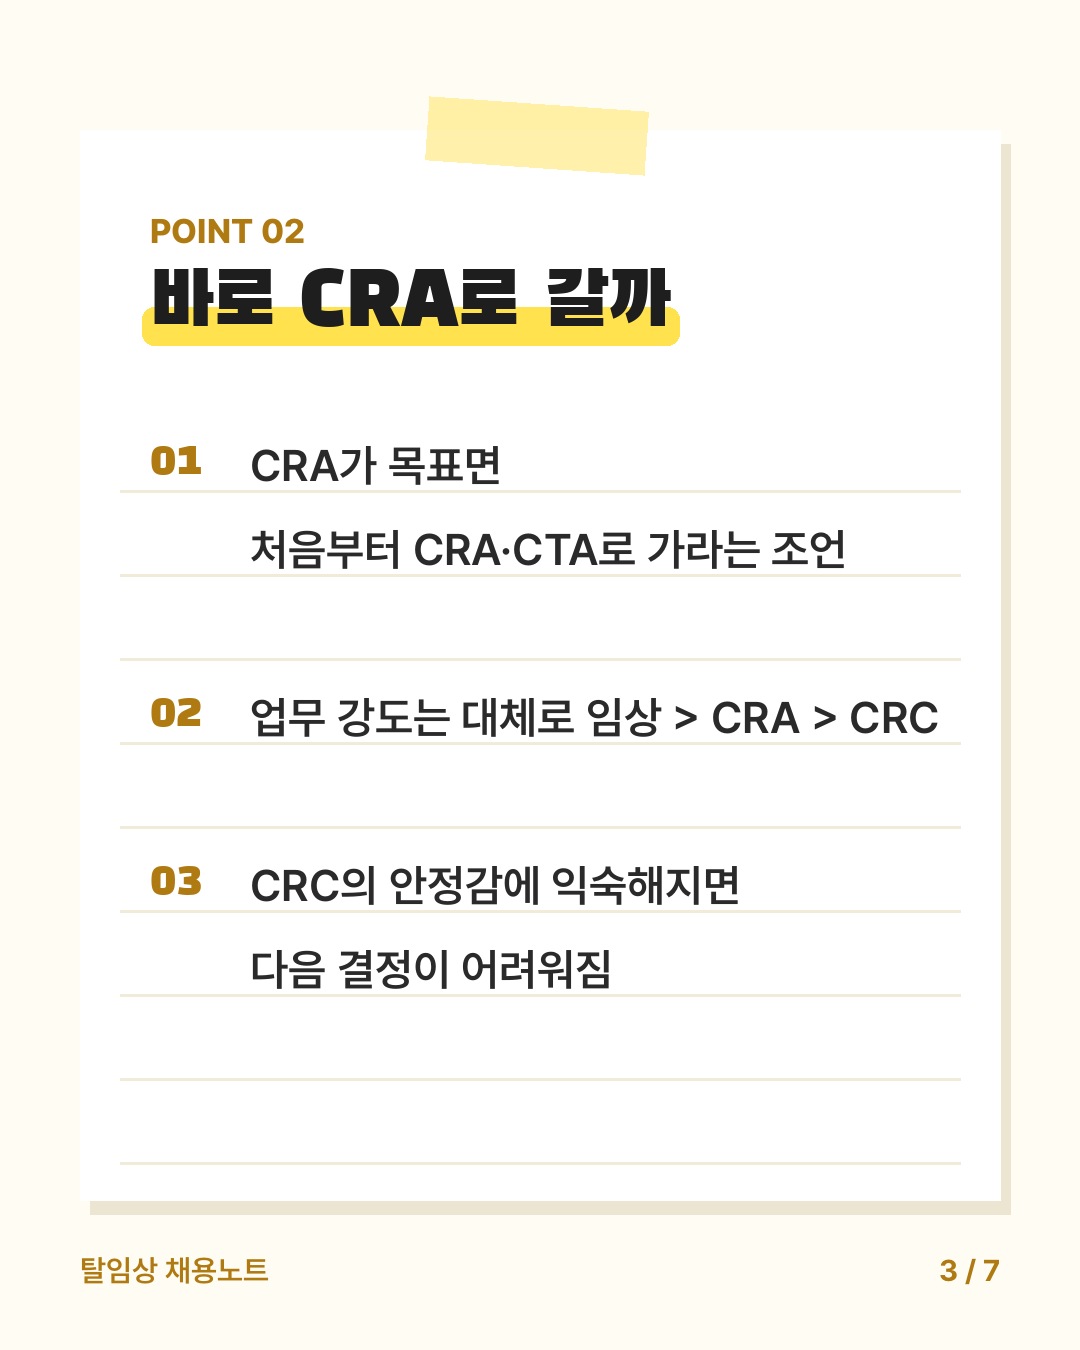 POINT 02
바로 CRA로 갈까
01 CRA가 목표면
처음부터 CRA·CTA로 가라는 조언
02 업무 강도는 대체로 임상 > CRA > CRC
03 CRC의 안정감에 익숙해지면
다음 결정이 어려워짐
탈임상 채용노트
3 / 7